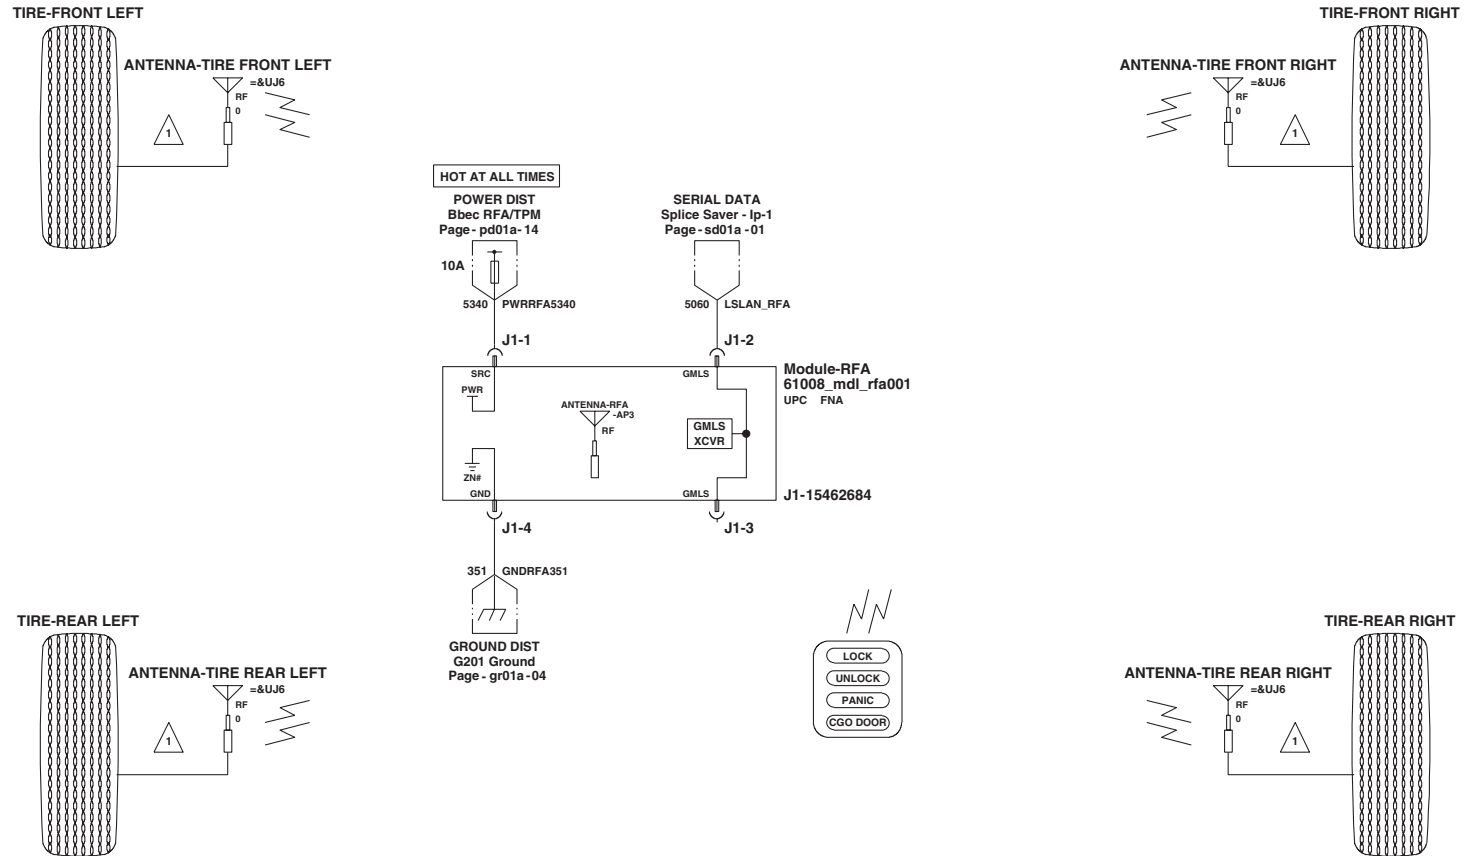 TIRE-FRONT LEFT
TIRE-FRONT RIGHT
ANTENNA-TIRE FRONT LEFT
=&UJ6
RF
0
1
ANTENNA-TIRE FRONT RIGHT
=&UJ6
RF
0
1
HOT AT ALL TIMES
POWER DIST
Bbec RFA/TPM
Page - pd01a - 14
10A
5340 PWRRFA5340
J1-1
SERIAL DATA
Splice Saver - Ip-1
Page - sd01a - 01
5060 LSLAN_RFA
J1-2
SRC
PWR
GMLS
ANTENNA-RFA
-AP3
RF
GMLS
XCVR
ZN#
GND
GMLS
Module-RFA
61008_mdl_rfa001
UPC FNA
J1-15462684
J1-4
J1-3
351 GNDRFA351
GROUND DIST
G201 Ground
Page - gr01a - 04
TIRE-REAR LEFT
TIRE-REAR RIGHT
ANTENNA-TIRE REAR LEFT
=&UJ6
RF
0
1
LOCK
UNLOCK
PANIC
CGO DOOR
ANTENNA-TIRE REAR RIGHT
=&UJ6
RF
0
1